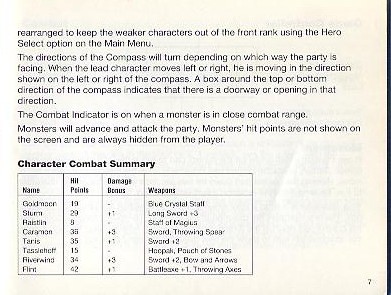 rearranged to keep the weaker characters out of the front rank using the Hero
Select option on the Main Menu.
The directions of the Compass will turn depending on which way the party is
facing. When the lead character moves left or right, he is moving in the direction
shown on the left or right of the compass. A box around the top or bottom
direction of the compass indicates that there is a doorway or opening in that
direction.
The Combat Indicator is on when a monster is in close combat range.
Monsters will advance and attack the party. Monsters' hit points are not shown on
the screen and are always hidden from the player.
Character Combat Summary
Hit Damage
Name Points Bonus Weapons
Goldmoon 19 - Blue Crystal Staff
Sturm 29 +1 Long Sword +3
Raistlin 8 - Staff of Magius
Caramon 36 +3 Sword, Throwing Spear
Tanis 35 +1 Sword +2
Tasslehoff 15 - Hoopak, Pouch of Stones
Riverwind 34 +3 Sword +2, Bow and Arrows
Flint 42 +1 Battleaxe +1, Throwing Axes
7